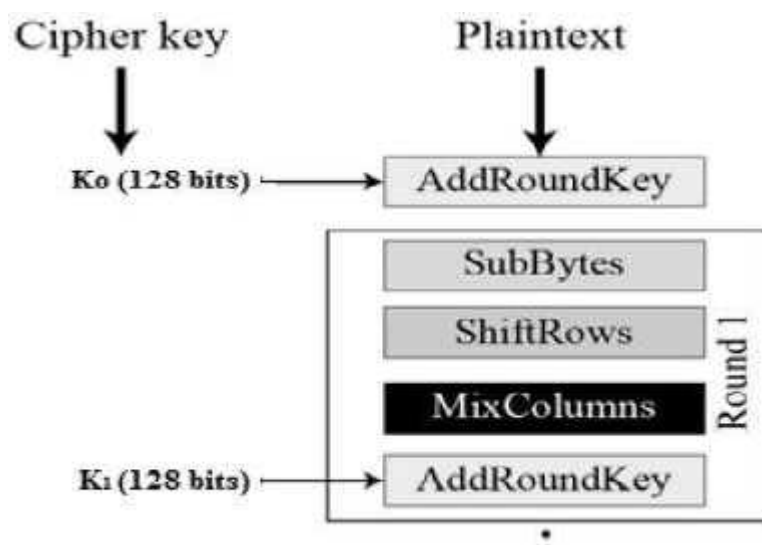 Cipher key
Plaintext
K₀ (128 bits)
AddRoundKey
SubBytes
ShiftRows
MixColumns
Round 1
K₁ (128 bits)
AddRoundKey